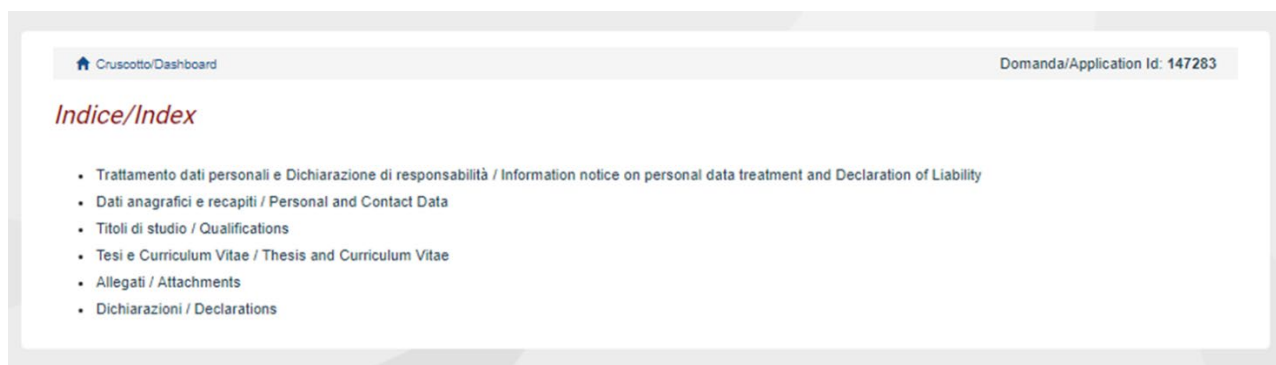 Cruscotto/Dashboard Domanda/Application Id: 147283
Indice/Index
• Trattamento dati personali e Dichiarazione di responsabilità / Information notice on personal data treatment and Declaration of Liability
• Dati anagrafici e recapiti / Personal and Contact Data
• Titoli di studio / Qualifications
• Tesi e Curriculum Vitae / Thesis and Curriculum Vitae
• Allegati / Attachments
• Dichiarazioni / Declarations